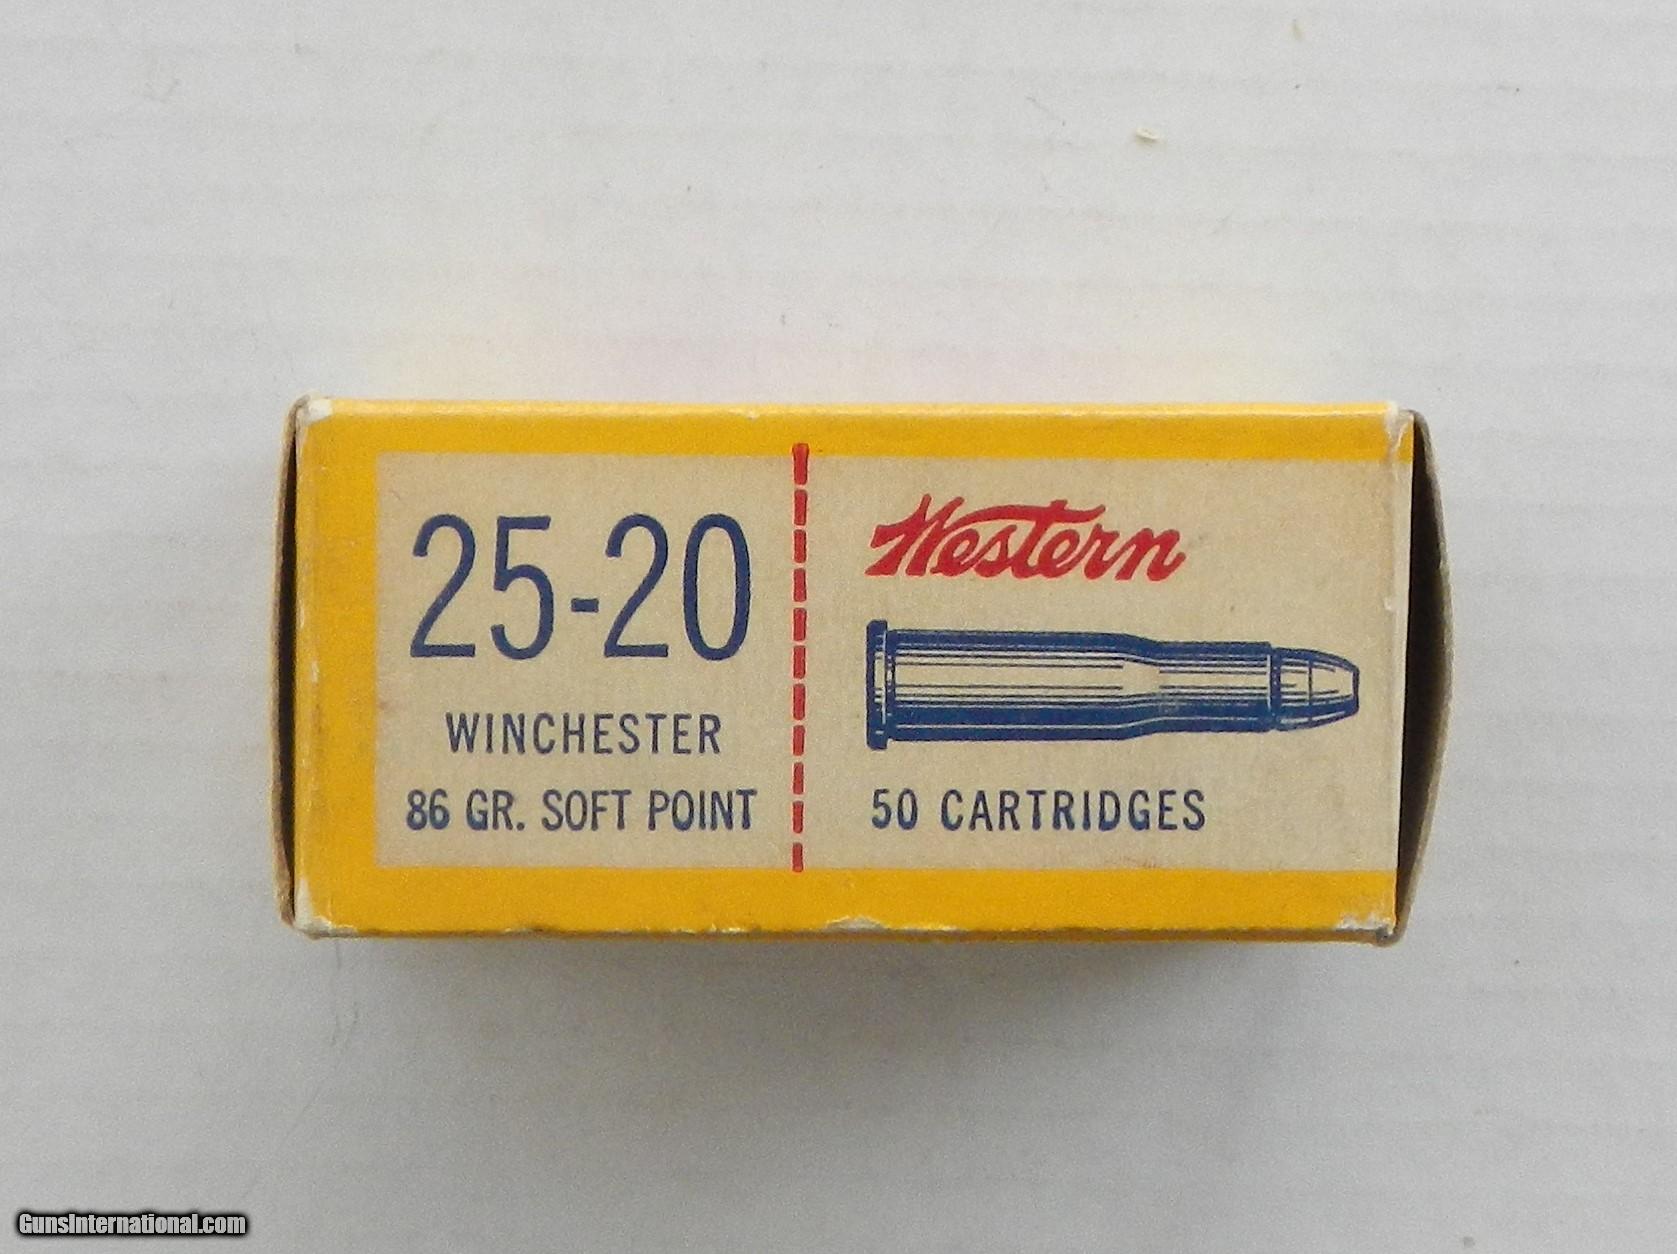 25-20
WINCHESTER
86 GR. SOFT POINT
Western
50 CARTRIDGES
GunsInternational.com